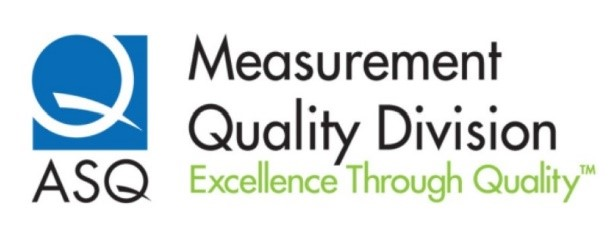 Measurement
Quality Division
ASQ
Excellence Through Quality™